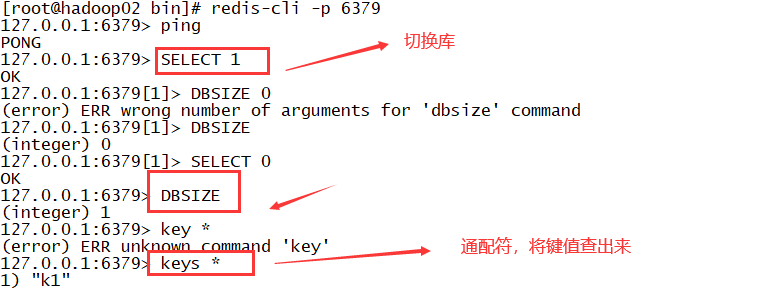 [root@hadoop02 bin]# redis-cli -p 6379
127.0.0.1:6379> ping
PONG
切换库
127.0.0.1:6379> SELECT 1
OK
127.0.0.1:6379[1]> DBSIZE 0
(error) ERR wrong number of arguments for 'dbsize' command
127.0.0.1:6379[1]> DBSIZE
(integer) 0
127.0.0.1:6379[1]> SELECT 0
OK
127.0.0.1:6379> DBSIZE
(integer) 1
127.0.0.1:6379> key *
(error) ERR unknown command 'key'
通配符，将键值查出来
127.0.0.1:6379> keys *
1) "k1"